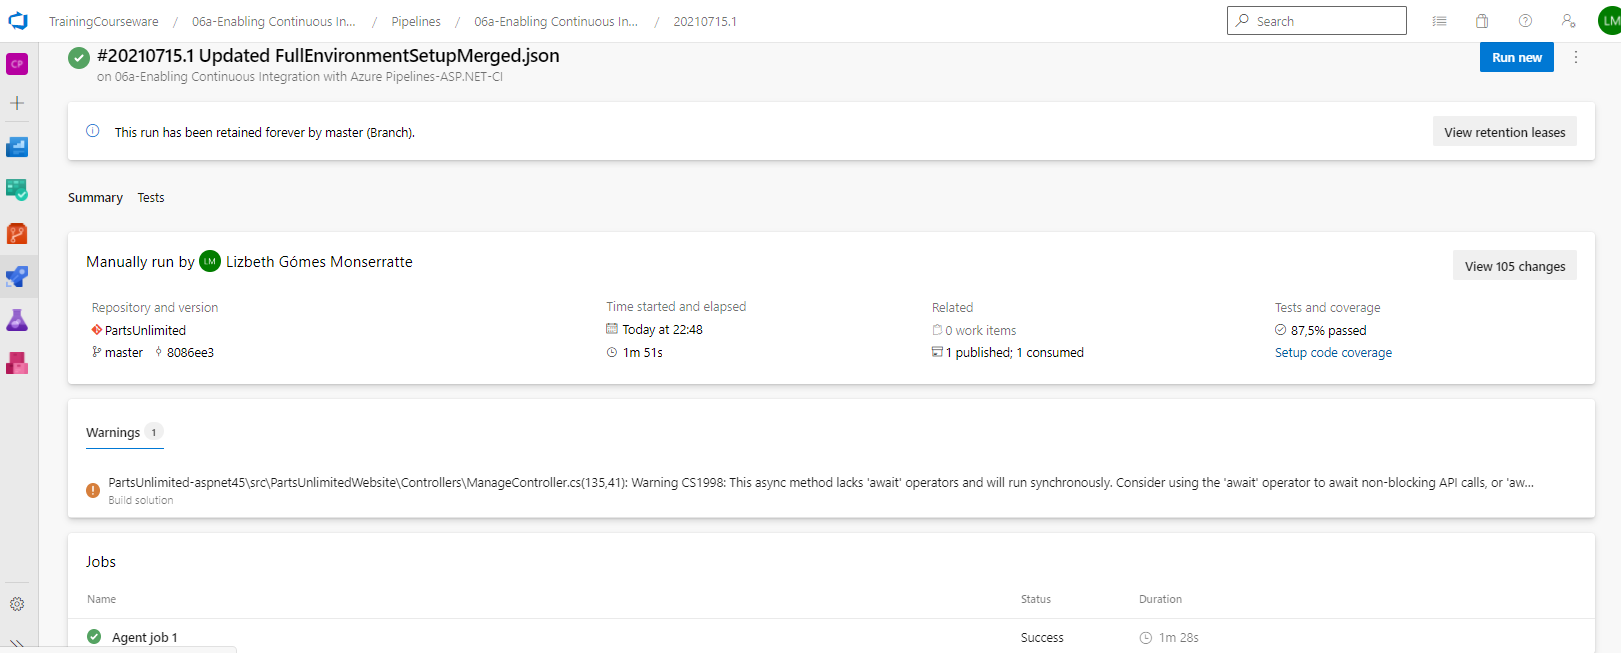 TrainingCourseware / 06a-Enabling Continuous In... / Pipelines / 06a-Enabling Continuous In... / 20210715.1 Search LM
CP
#20210715.1 Updated FullEnvironmentSetupMerged.json Run new
on 06a-Enabling Continuous Integration with Azure Pipelines-ASP.NET-CI
This run has been retained forever by master (Branch). View retention leases
Summary Tests
Manually run by LM Lizbeth Gómes Monserratte View 105 changes
Repository and version Time started and elapsed Related Tests and coverage
PartsUnlimited Today at 22:48 0 work items 87,5% passed
master 8086ee3 1m 51s 1 published; 1 consumed Setup code coverage
Warnings 1
PartsUnlimited-aspnet45\src\PartsUnlimitedWebsite\Controllers\ManageController.cs(135,41): Warning CS1998: This async method lacks 'await' operators and will run synchronously. Consider using the 'await' operator to await non-blocking API calls, or 'aw...
Build solution
Jobs
Name Status Duration
Agent job 1 Success 1m 28s